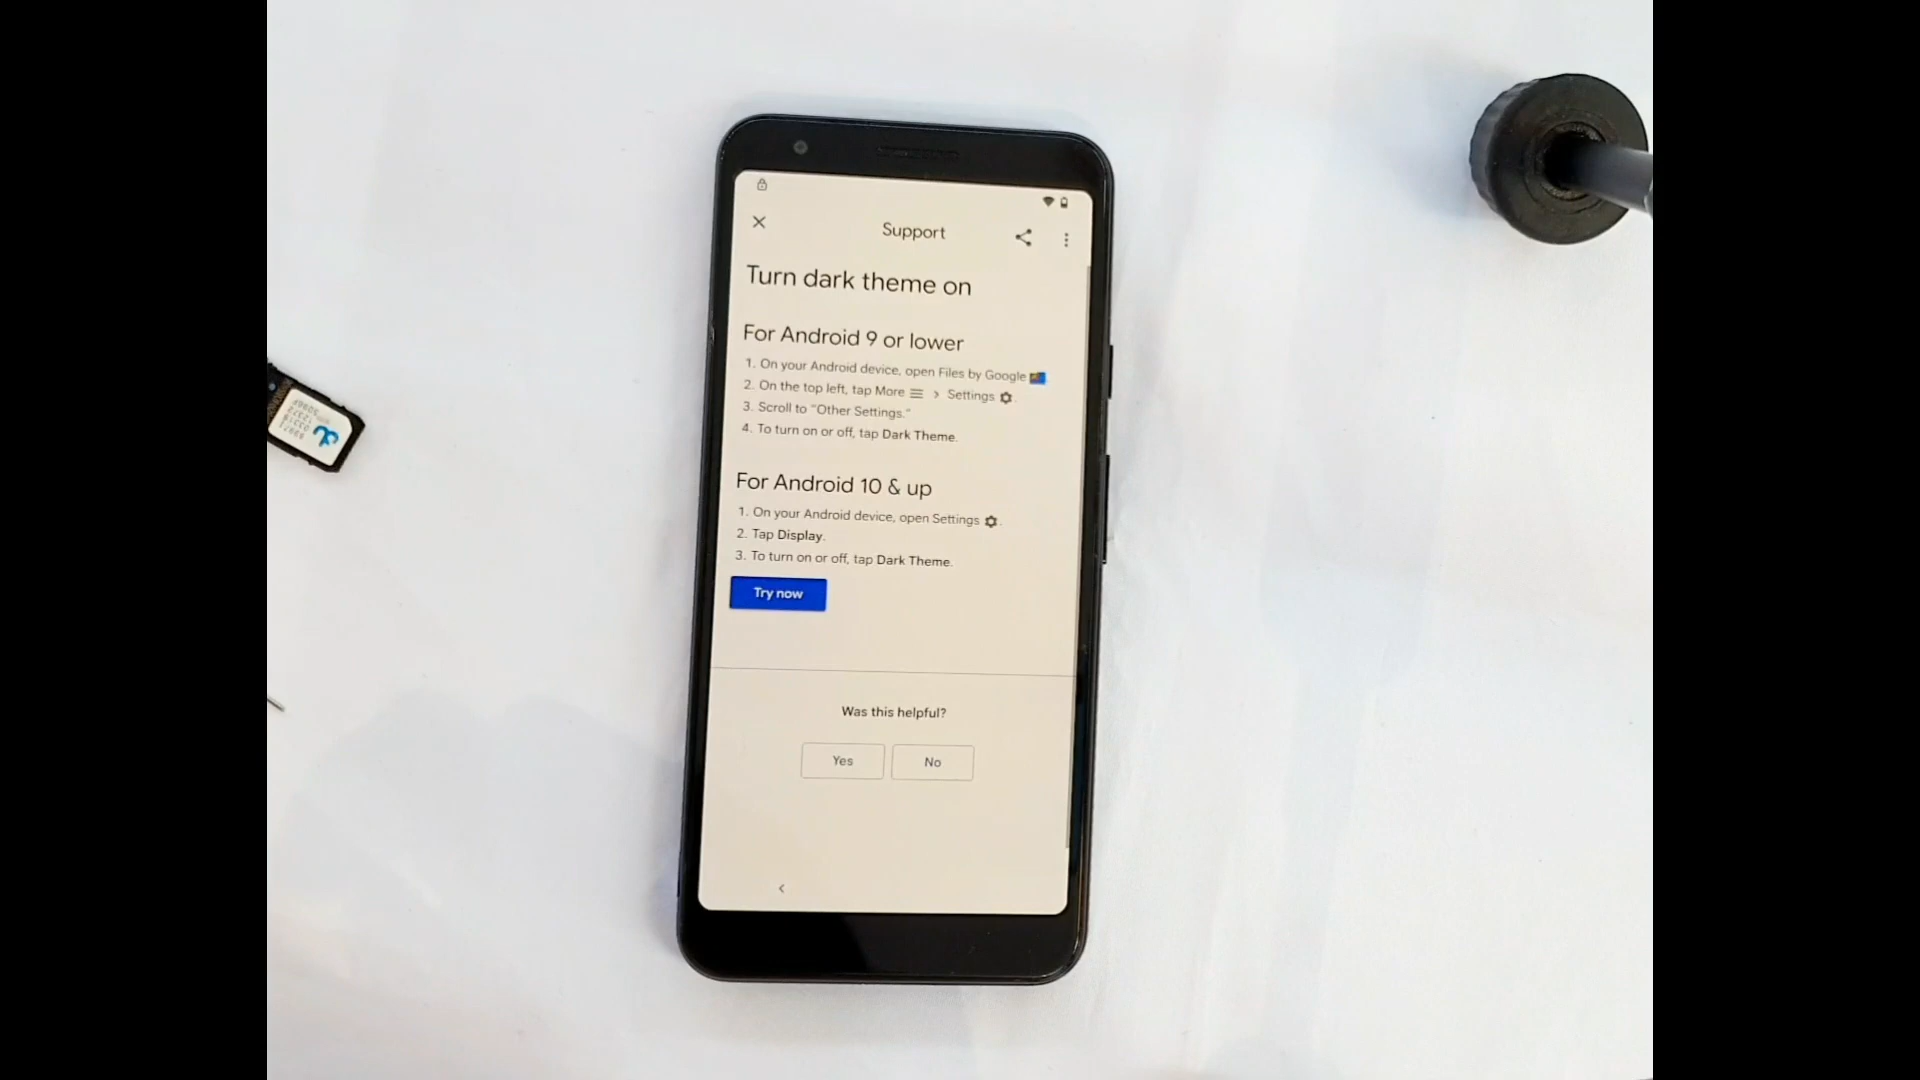 Support
Turn dark theme on
For Android 9 or lower
1. On your Android device, open Files by Google
2. On the top left, tap More > Settings .
3. Scroll to “Other Settings.”
4. To turn on or off, tap Dark Theme.
For Android 10 & up
1. On your Android device, open Settings .
2. Tap Display.
3. To turn on or off, tap Dark Theme.
Try now
Was this helpful?
Yes
No